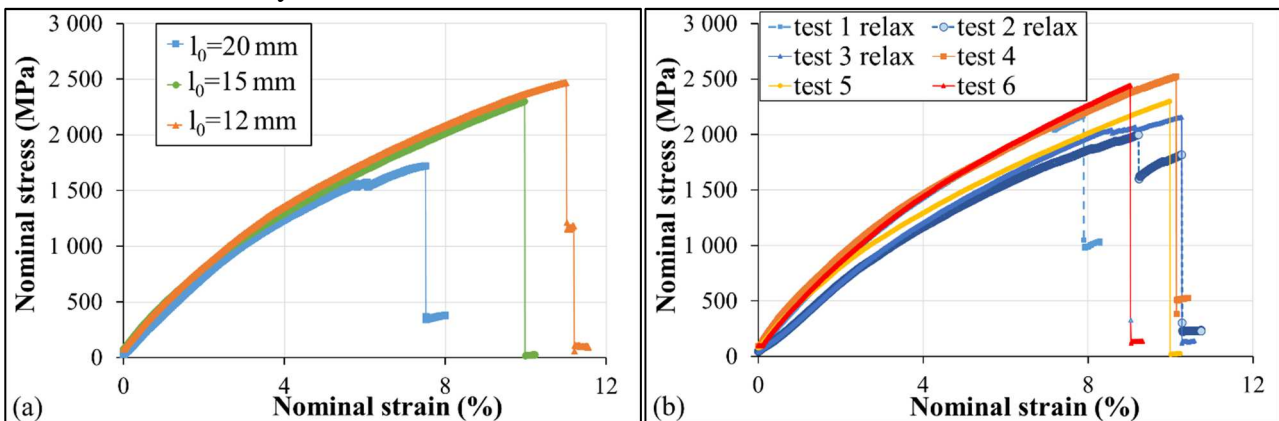 3 000
2 500
2 000
1 500
1 000
500
0
Nominal stress (MPa)
l₀=20 mm
l₀=15 mm
l₀=12 mm
0 4 8 12
(a) Nominal strain (%)
3 000
2 500
2 000
1 500
1 000
500
0
Nominal stress (MPa)
test 1 relax test 2 relax
test 3 relax test 4
test 5 test 6
0 4 8 12
(b) Nominal strain (%)